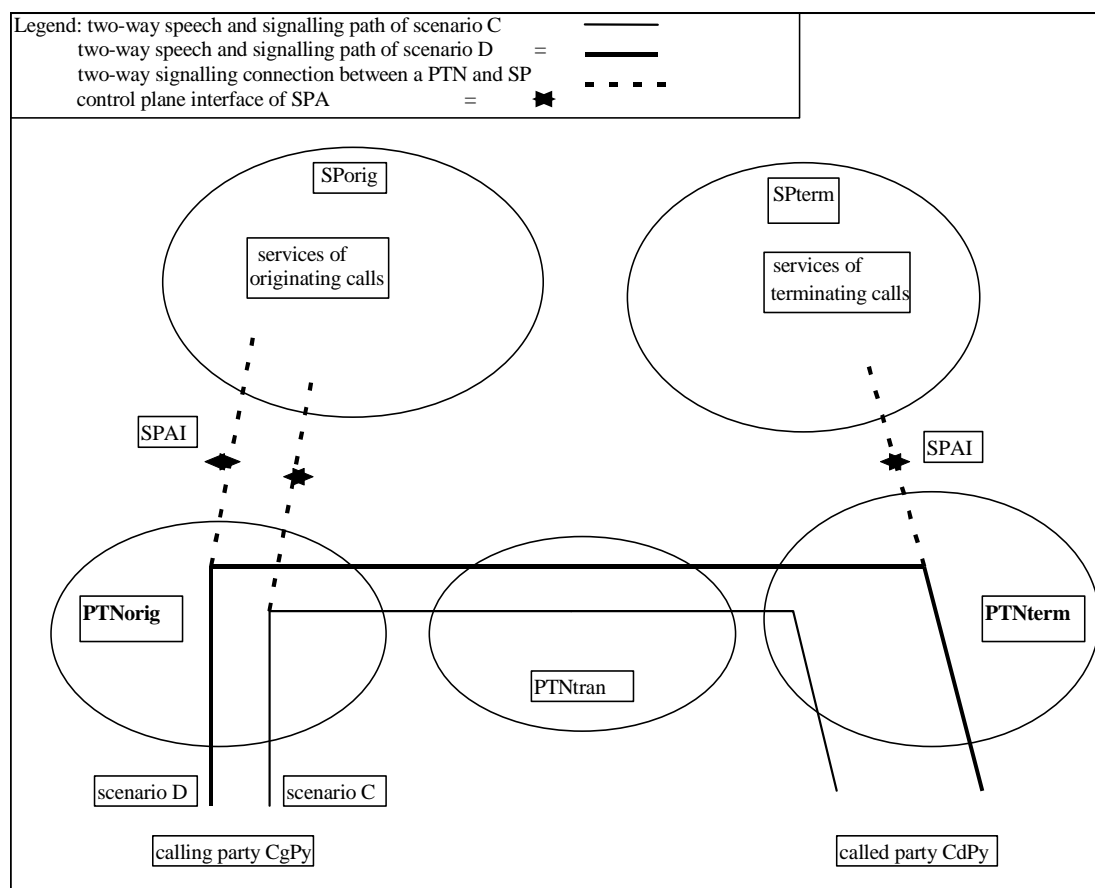 Legend: two-way speech and signalling path of scenario C
two-way speech and signalling path of scenario D =
two-way signalling connection between a PTN and SP
control plane interface of SPA =
SPorig
SPterm
services of
originating calls
services of
terminating calls
SPAI
SPAI
PTNorig
PTNterm
PTNtran
scenario D
scenario C
calling party CgPy
called party CdPy